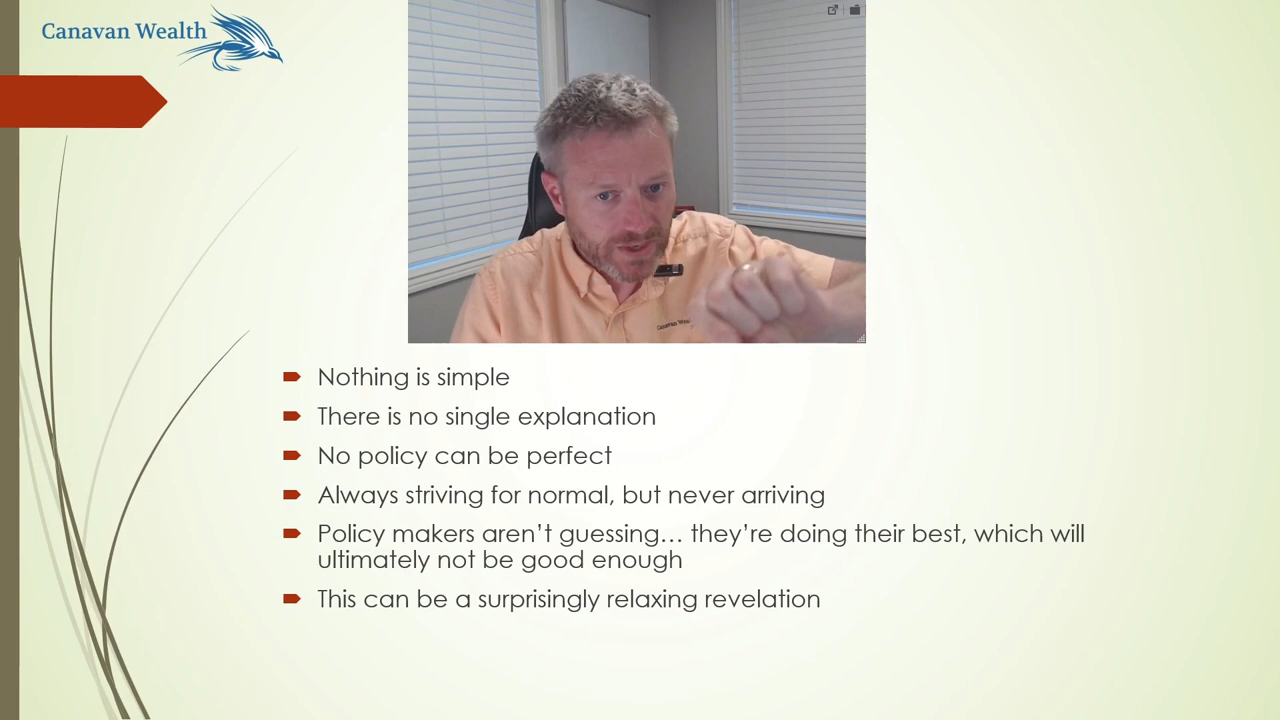 Canavan Wealth
Nothing is simple
There is no single explanation
No policy can be perfect
Always striving for normal, but never arriving
Policy makers aren’t guessing… they’re doing their best, which will
ultimately not be good enough
This can be a surprisingly relaxing revelation